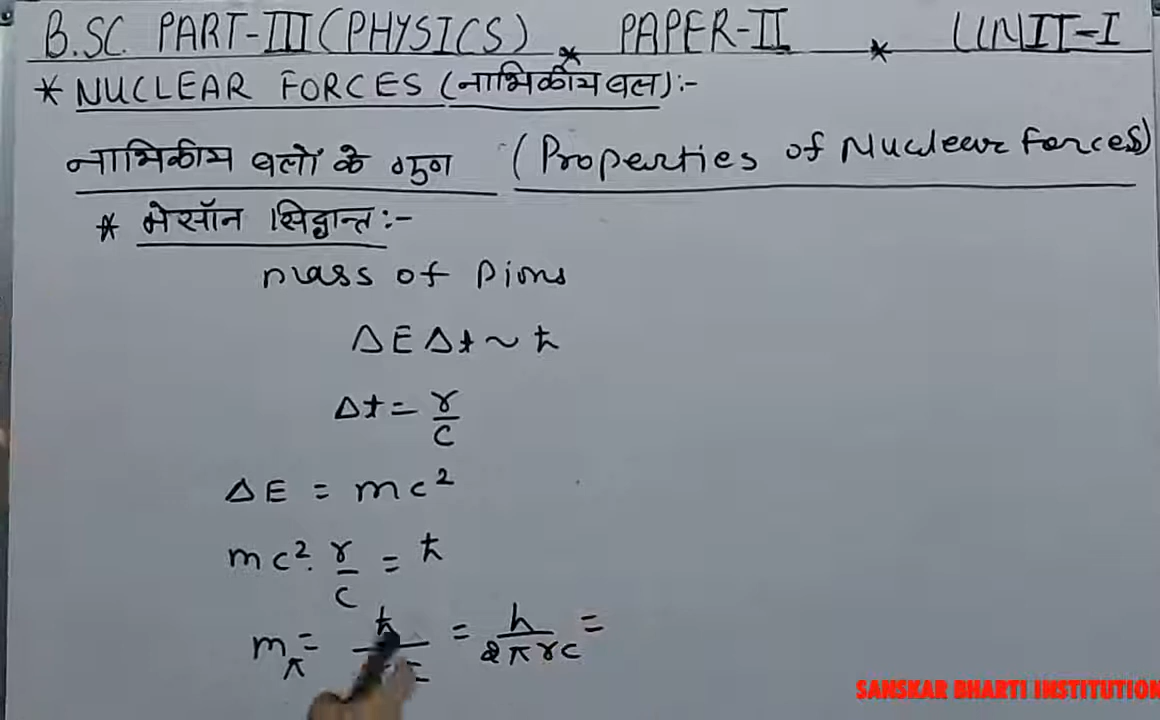 B.SC. PART-III (PHYSICS) * PAPER-II * UNIT-I
* NUCLEAR FORCES (नाभिकीय बल) :-
नाभिकीय बलों के गुण (Properties of Nuclear forces)
* मेसॉन सिद्धान्त :-
mass of Pions
ΔEΔt ~ ħ
Δt = r/c
ΔE = mc²
mc². r/c = ħ
mπ = ħ = h/2πrc =
SANSKAR BHARTI INSTITUTION